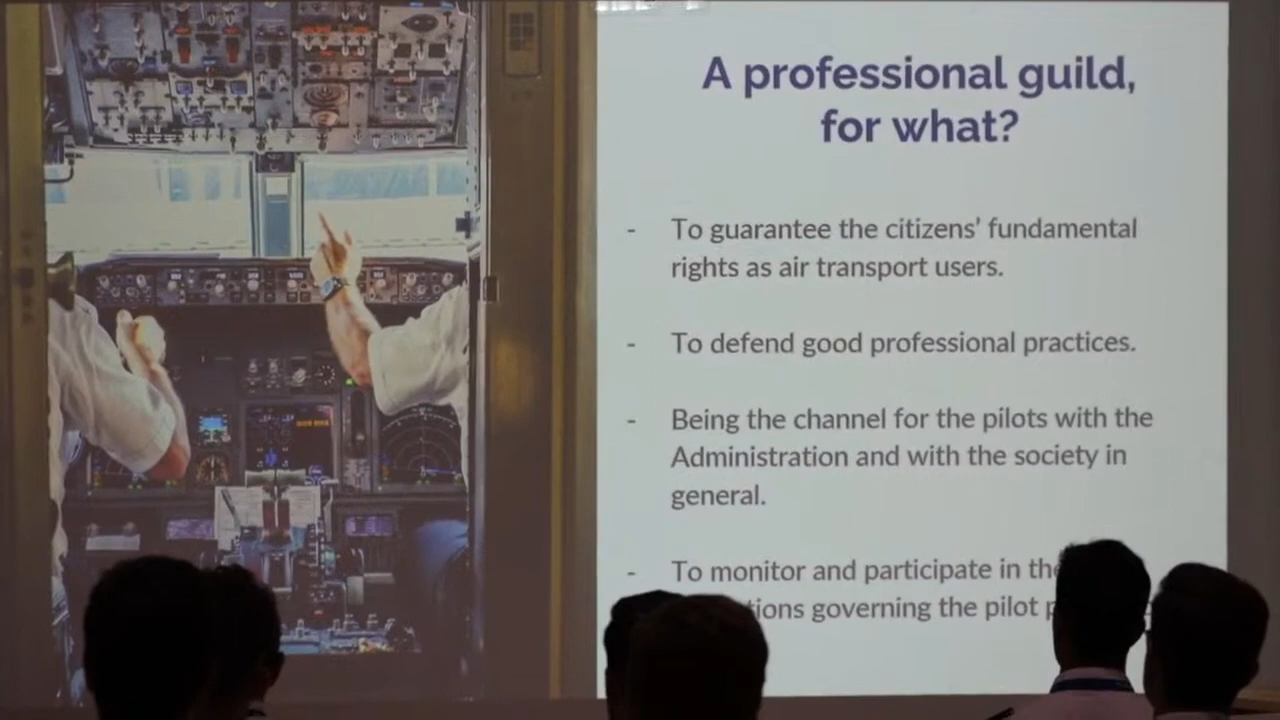 A professional guild,
for what?
- To guarantee the citizens' fundamental
rights as air transport users.
- To defend good professional practices.
- Being the channel for the pilots with the
Administration and with the society in
general.
- To monitor and participate in
governing the pilot